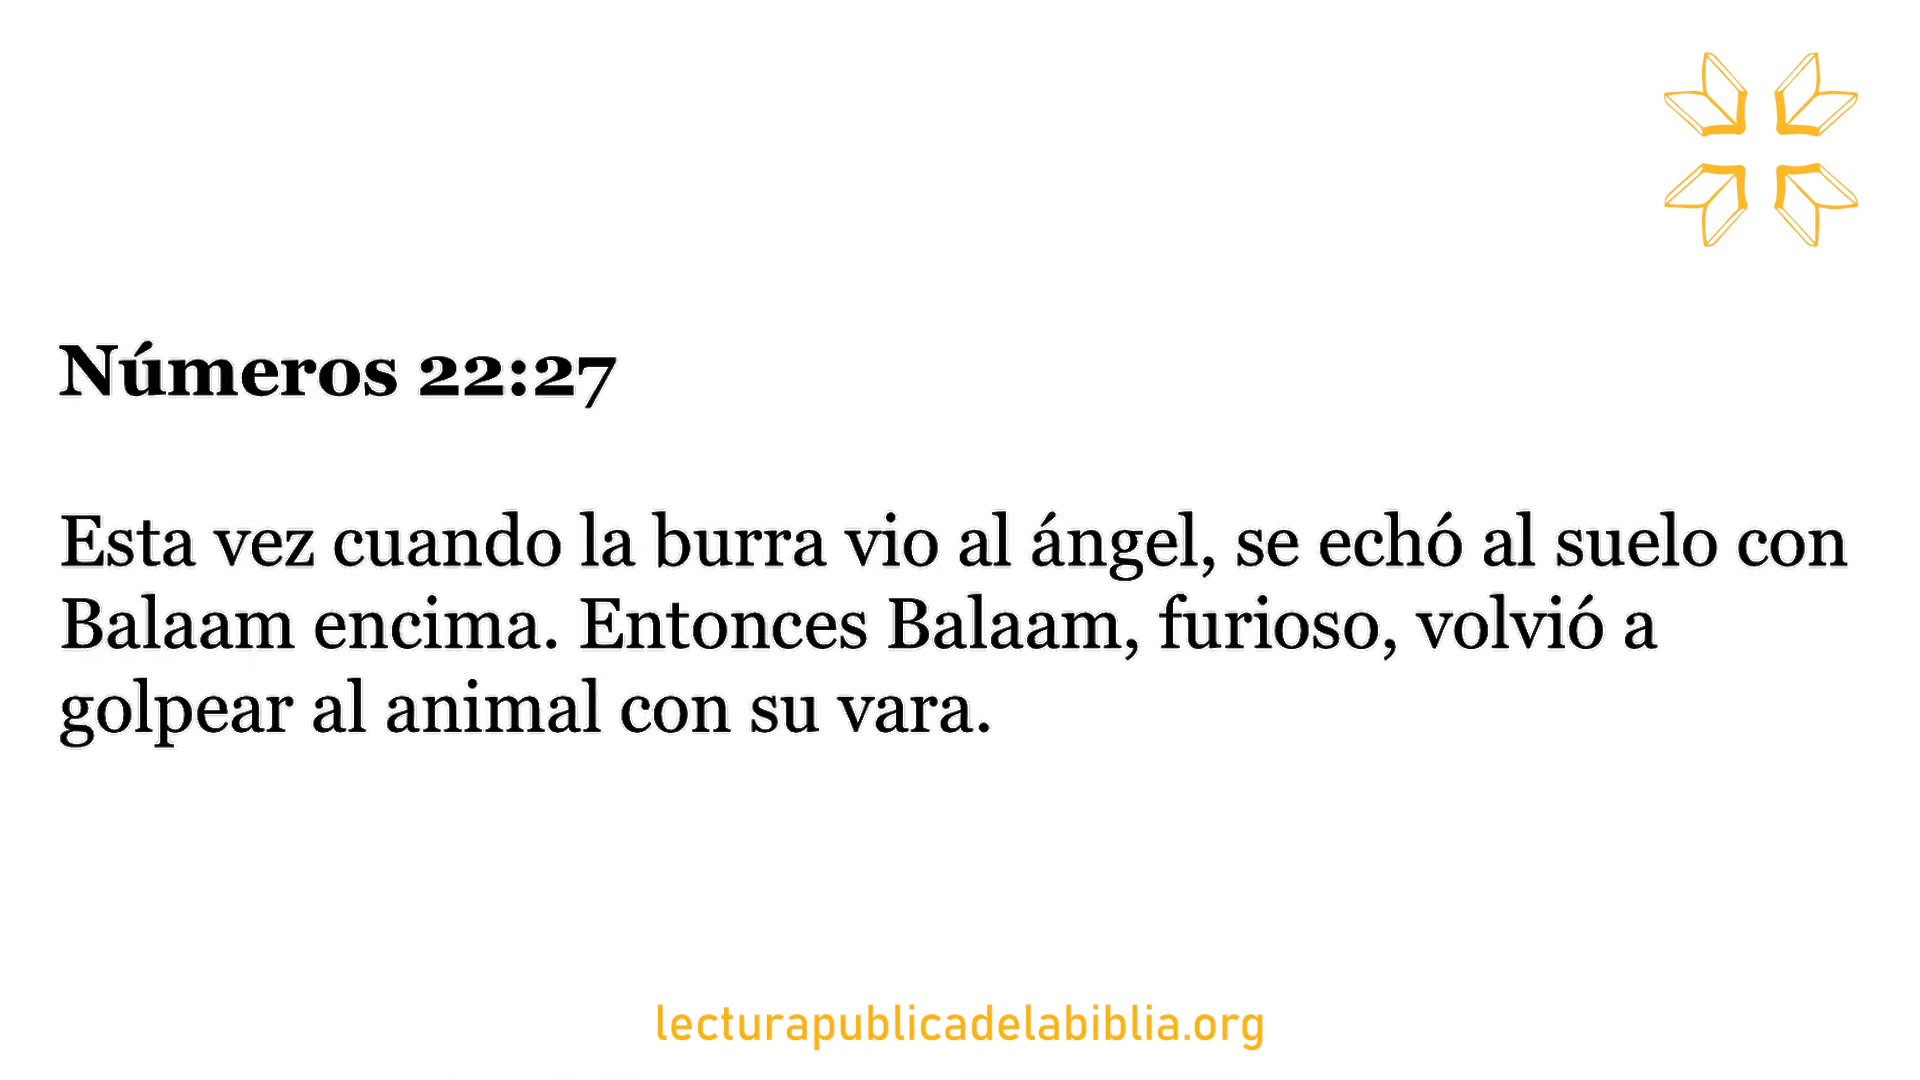 Números 22:27
Esta vez cuando la burra vio al ángel, se echó al suelo con
Balaam encima. Entonces Balaam, furioso, volvió a
golpear al animal con su vara.
lecturapublicadelabiblia.org